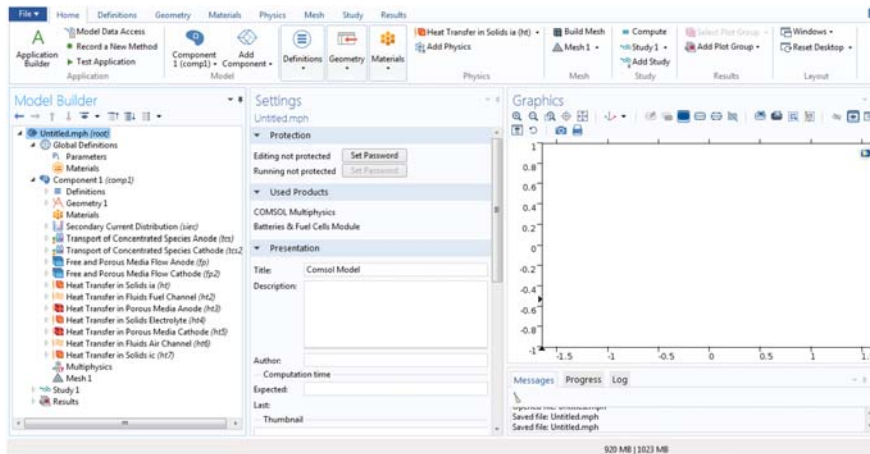 File Home Definitions Geometry Materials Physics Mesh Study Results
A Application Builder
Model Data Access
Record a New Method
Test Application
Application
Component 1 (comp1)
Add Component
Model
Definitions
Geometry
Materials
Heat Transfer in Solids ia (ht)
Add Physics
Physics
Build Mesh
Mesh 1
Mesh
Compute
Study 1
Add Study
Study
Select Plot Group
Add Plot Group
Results
Windows
Reset Desktop
Layout
Model Builder
Untitled.mph (root)
Global Definitions
Pi Parameters
Materials
Component 1 (comp1)
Definitions
Geometry 1
Materials
Secondary Current Distribution (siec)
Transport of Concentrated Species Anode (tcs)
Transport of Concentrated Species Cathode (tcs2
Free and Porous Media Flow Anode (fp)
Free and Porous Media Flow Cathode (fp2)
Heat Transfer in Solids ia (ht)
Heat Transfer in Fluids Fuel Channel (ht2)
Heat Transfer in Porous Media Anode (ht3)
Heat Transfer in Solids Electrolyte (ht4)
Heat Transfer in Porous Media Cathode (ht5)
Heat Transfer in Fluids Air Channel (ht6)
Heat Transfer in Solids ic (ht7)
Multiphysics
Mesh 1
Study 1
Results
Settings
Untitled.mph
Protection
Editing not protected Set Password
Running not protected Set Password
Used Products
COMSOL Multiphysics
Batteries & Fuel Cells Module
Presentation
Title: Comsol Model
Description:
Author:
Computation time
Expected:
Last:
Thumbnail
Graphics
1
0.8
0.6
0.4
0.2
0
-0.2
-0.4
-0.6
-0.8
-1
-1.5 -1 -0.5 0 0.5 1 1.
Messages Progress Log
Opened file: Untitled.mph
Saved file: Untitled.mph
Saved file: Untitled.mph
920 MB | 1023 MB